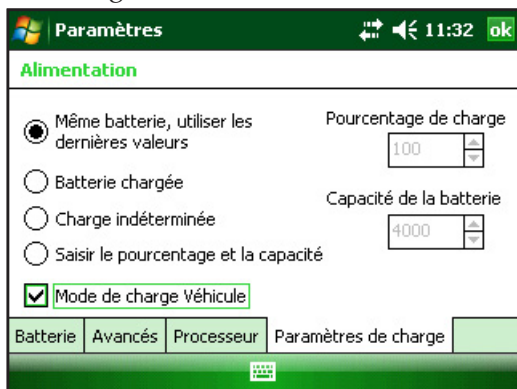 Paramètres 11:32 ok
Alimentation
Même batterie, utiliser les
dernières valeurs
Batterie chargée
Charge indéterminée
Saisir le pourcentage et la capacité
Pourcentage de charge
100
Capacité de la batterie
4000
Mode de charge Véhicule
Batterie Avancés Processeur Paramètres de charge